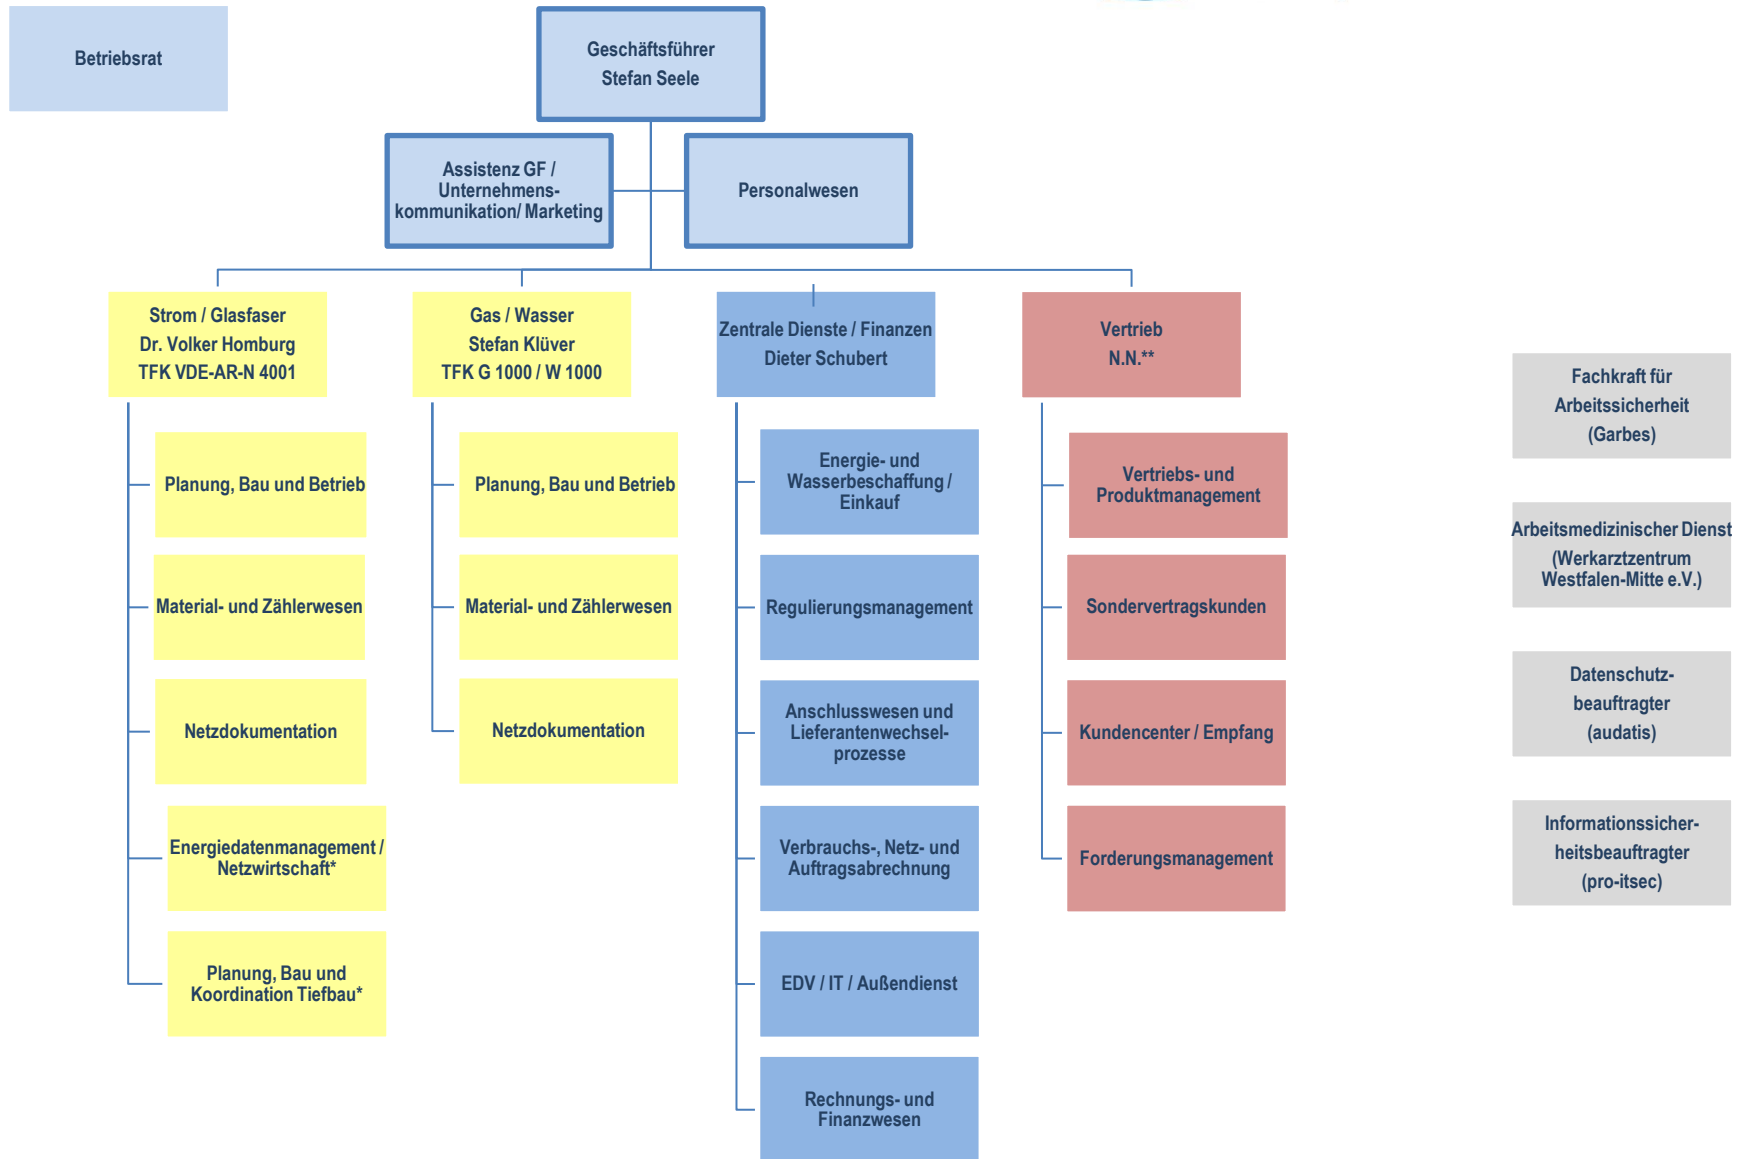 Betriebsrat
Geschäftsführer
Stefan Seele
Assistenz GF /
Unternehmens-
kommunikation/ Marketing
Personalwesen
Strom / Glasfaser
Dr. Volker Homburg
TFK VDE-AR-N 4001
Gas / Wasser
Stefan Klüver
TFK G 1000 / W 1000
Zentrale Dienste / Finanzen
Dieter Schubert
Vertrieb
N.N.**
Planung, Bau und Betrieb
Material- und Zählerwesen
Netzdokumentation
Energiedatenmanagement /
Netzwirtschaft*
Planung, Bau und
Koordination Tiefbau*
Planung, Bau und Betrieb
Material- und Zählerwesen
Netzdokumentation
Energie- und
Wasserbeschaffung /
Einkauf
Regulierungsmanagement
Anschlusswesen und
Lieferantenwechsel-
prozesse
Verbrauchs-, Netz- und
Auftragsabrechnung
EDV / IT / Außendienst
Rechnungs- und
Finanzwesen
Vertriebs- und
Produktmanagement
Sondervertragskunden
Kundencenter / Empfang
Forderungsmanagement
Fachkraft für
Arbeitssicherheit
(Garbes)
Arbeitsmedizinischer Dienst
(Werkarztzentrum
Westfalen-Mitte e.V.)
Datenschutz-
beauftragter
(audatis)
Informationssicher-
heitsbeauftragter
(pro-itsec)